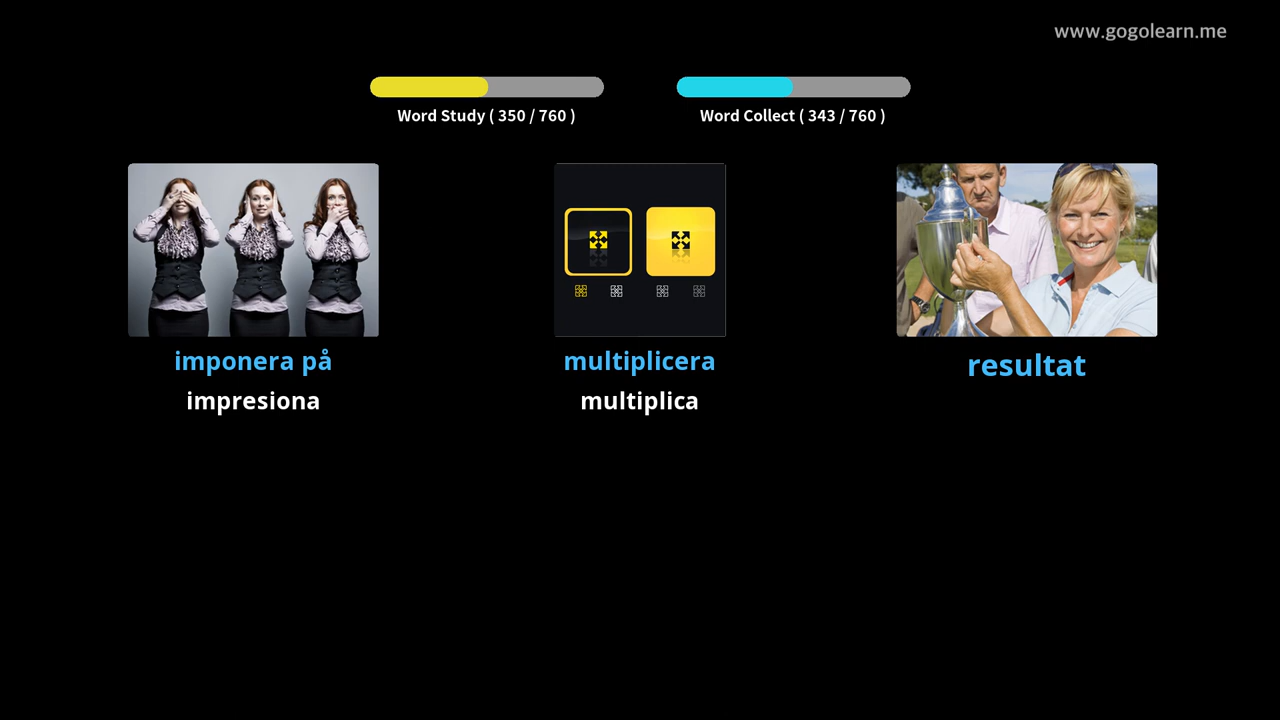 www.gogolearn.me
Word Study ( 350 / 760 )
Word Collect ( 343 / 760 )
imponera på
impresiona
multiplicera
multiplica
resultat